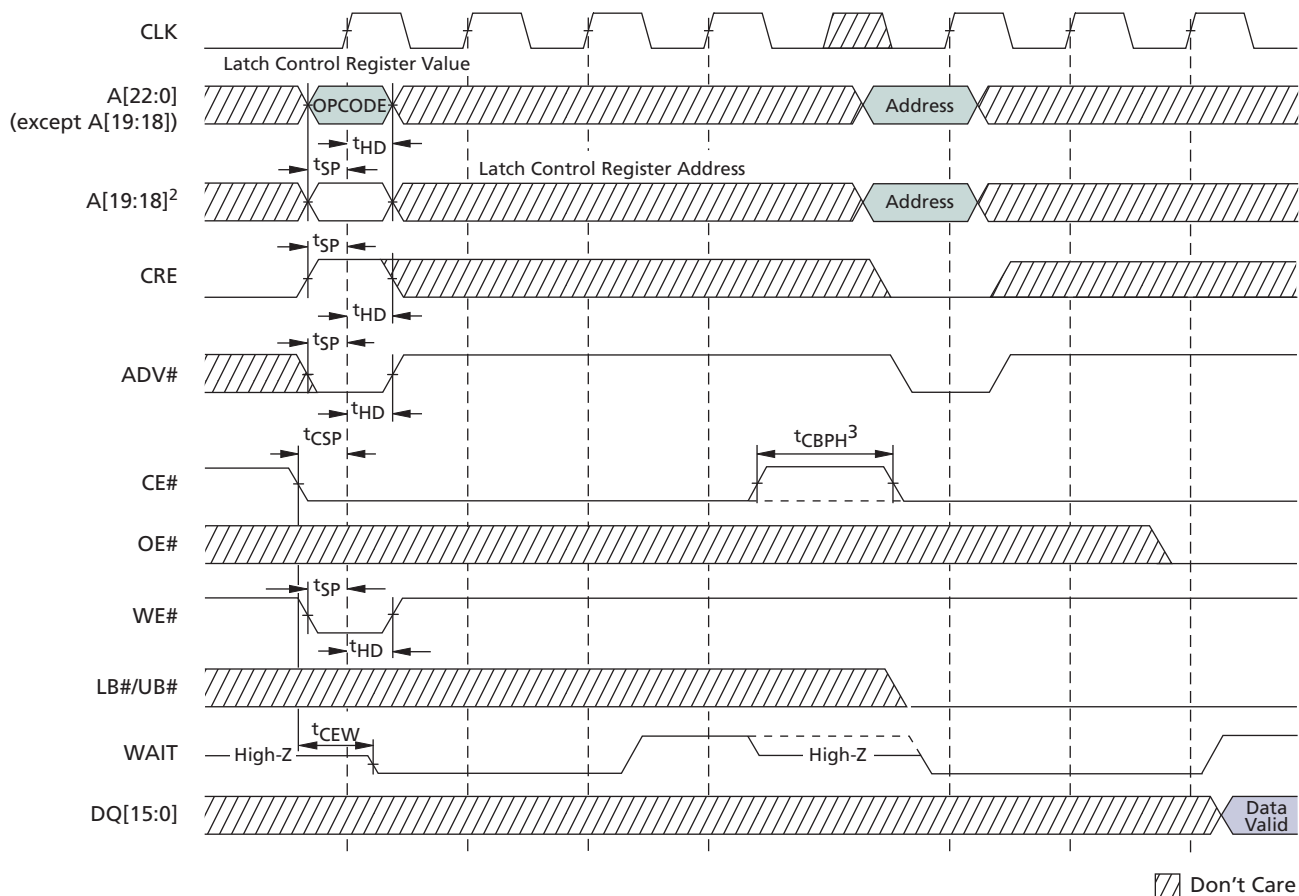 CLK
Latch Control Register Value
A[22:0]
(except A[19:18])
OPCODE
Address
tHD
tSP
Latch Control Register Address
A[19:18]2
Address
tSP
CRE
tHD
tSP
ADV#
tHD
tCSP
tCBPH3
CE#
OE#
tSP
WE#
tHD
LB#/UB#
tCEW
WAIT
High-Z
High-Z
DQ[15:0]
Data
Valid
Don't Care